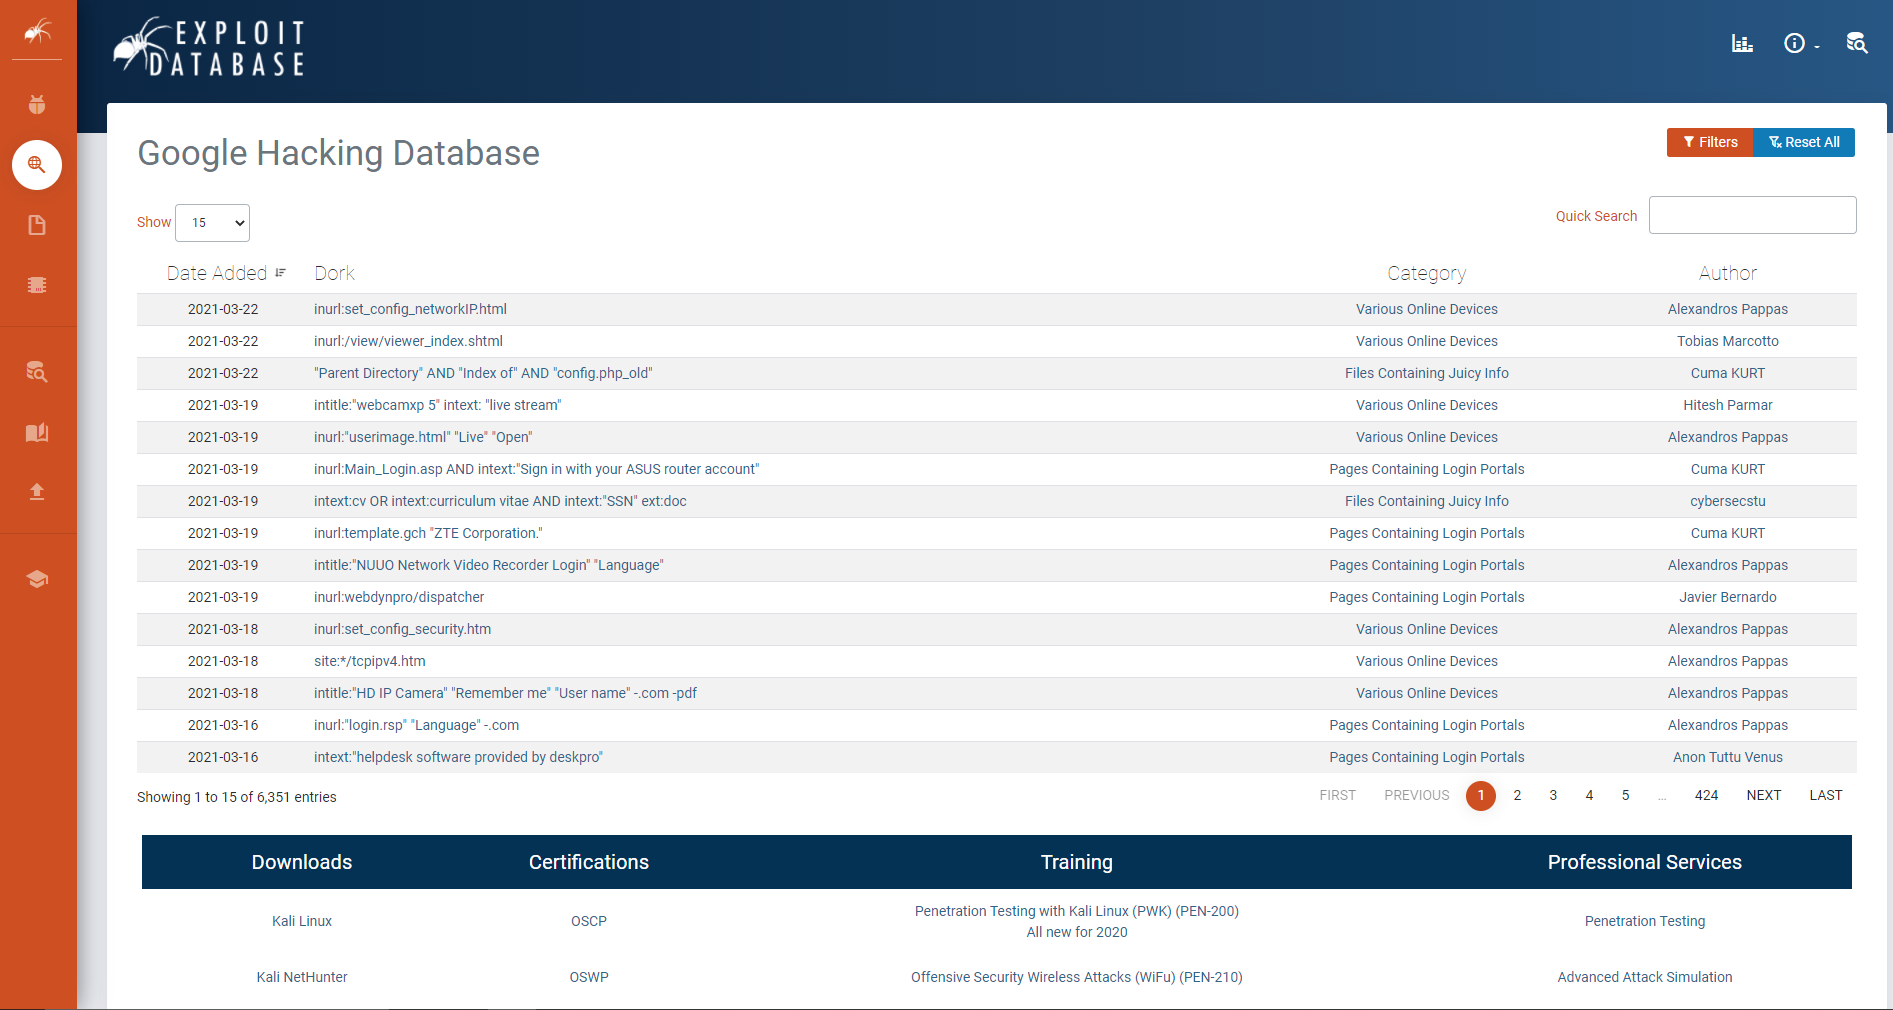 EXPLOIT
DATABASE
Google Hacking Database
Filters Reset All
Show 15 Quick Search
Date Added Dork Category Author
2021-03-22 inurl:set_config_networkIP.html Various Online Devices Alexandros Pappas
2021-03-22 inurl:/view/viewer_index.shtml Various Online Devices Tobias Marcotto
2021-03-22 "Parent Directory" AND "Index of" AND "config.php_old" Files Containing Juicy Info Cuma KURT
2021-03-19 intitle:"webcamxp 5" intext: "live stream" Various Online Devices Hitesh Parmar
2021-03-19 inurl:"userimage.html" "Live" "Open" Various Online Devices Alexandros Pappas
2021-03-19 inurl:Main_Login.asp AND intext:"Sign in with your ASUS router account" Pages Containing Login Portals Cuma KURT
2021-03-19 intext:cv OR intext:curriculum vitae AND intext:"SSN" ext:doc Files Containing Juicy Info cybersecstu
2021-03-19 inurl:template.gch "ZTE Corporation." Pages Containing Login Portals Cuma KURT
2021-03-19 intitle:"NUUO Network Video Recorder Login" "Language" Pages Containing Login Portals Alexandros Pappas
2021-03-19 inurl:webdynpro/dispatcher Pages Containing Login Portals Javier Bernardo
2021-03-18 inurl:set_config_security.htm Various Online Devices Alexandros Pappas
2021-03-18 site:*/tcpipv4.htm Various Online Devices Alexandros Pappas
2021-03-18 intitle:"HD IP Camera" "Remember me" "User name" -.com -pdf Various Online Devices Alexandros Pappas
2021-03-16 inurl:"login.rsp" "Language" -.com Pages Containing Login Portals Alexandros Pappas
2021-03-16 intext:"helpdesk software provided by deskpro" Pages Containing Login Portals Anon Tuttu Venus
Showing 1 to 15 of 6,351 entries FIRST PREVIOUS 1 2 3 4 5 … 424 NEXT LAST
Downloads Certifications Training Professional Services
Kali Linux OSCP Penetration Testing with Kali Linux (PWK) (PEN-200) Penetration Testing
All new for 2020
Kali NetHunter OSWP Offensive Security Wireless Attacks (WiFu) (PEN-210) Advanced Attack Simulation